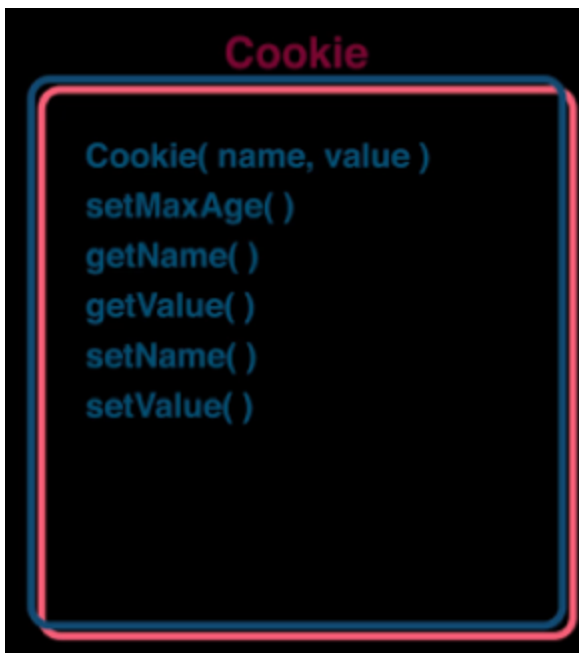 Cookie
Cookie( name, value )
setMaxAge( )
getName( )
getValue( )
setName( )
setValue( )